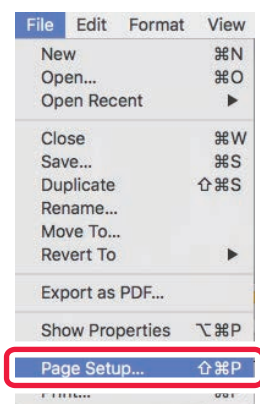 File Edit Format View
New ⌘N
Open... ⌘O
Open Recent ▶
Close ⌘W
Save... ⌘S
Duplicate ⇧⌘S
Rename...
Move To...
Revert To ▶
Export as PDF...
Show Properties ⌥⌘P
Page Setup... ⇧⌘P